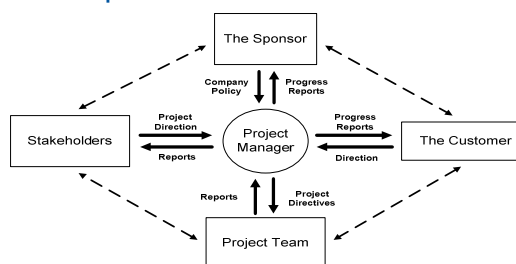 The Sponsor
Company
Policy
Progress
Reports
Project
Direction
Progress
Reports
Stakeholders
Project
Manager
The Customer
Reports
Direction
Reports
Project
Directives
Project Team